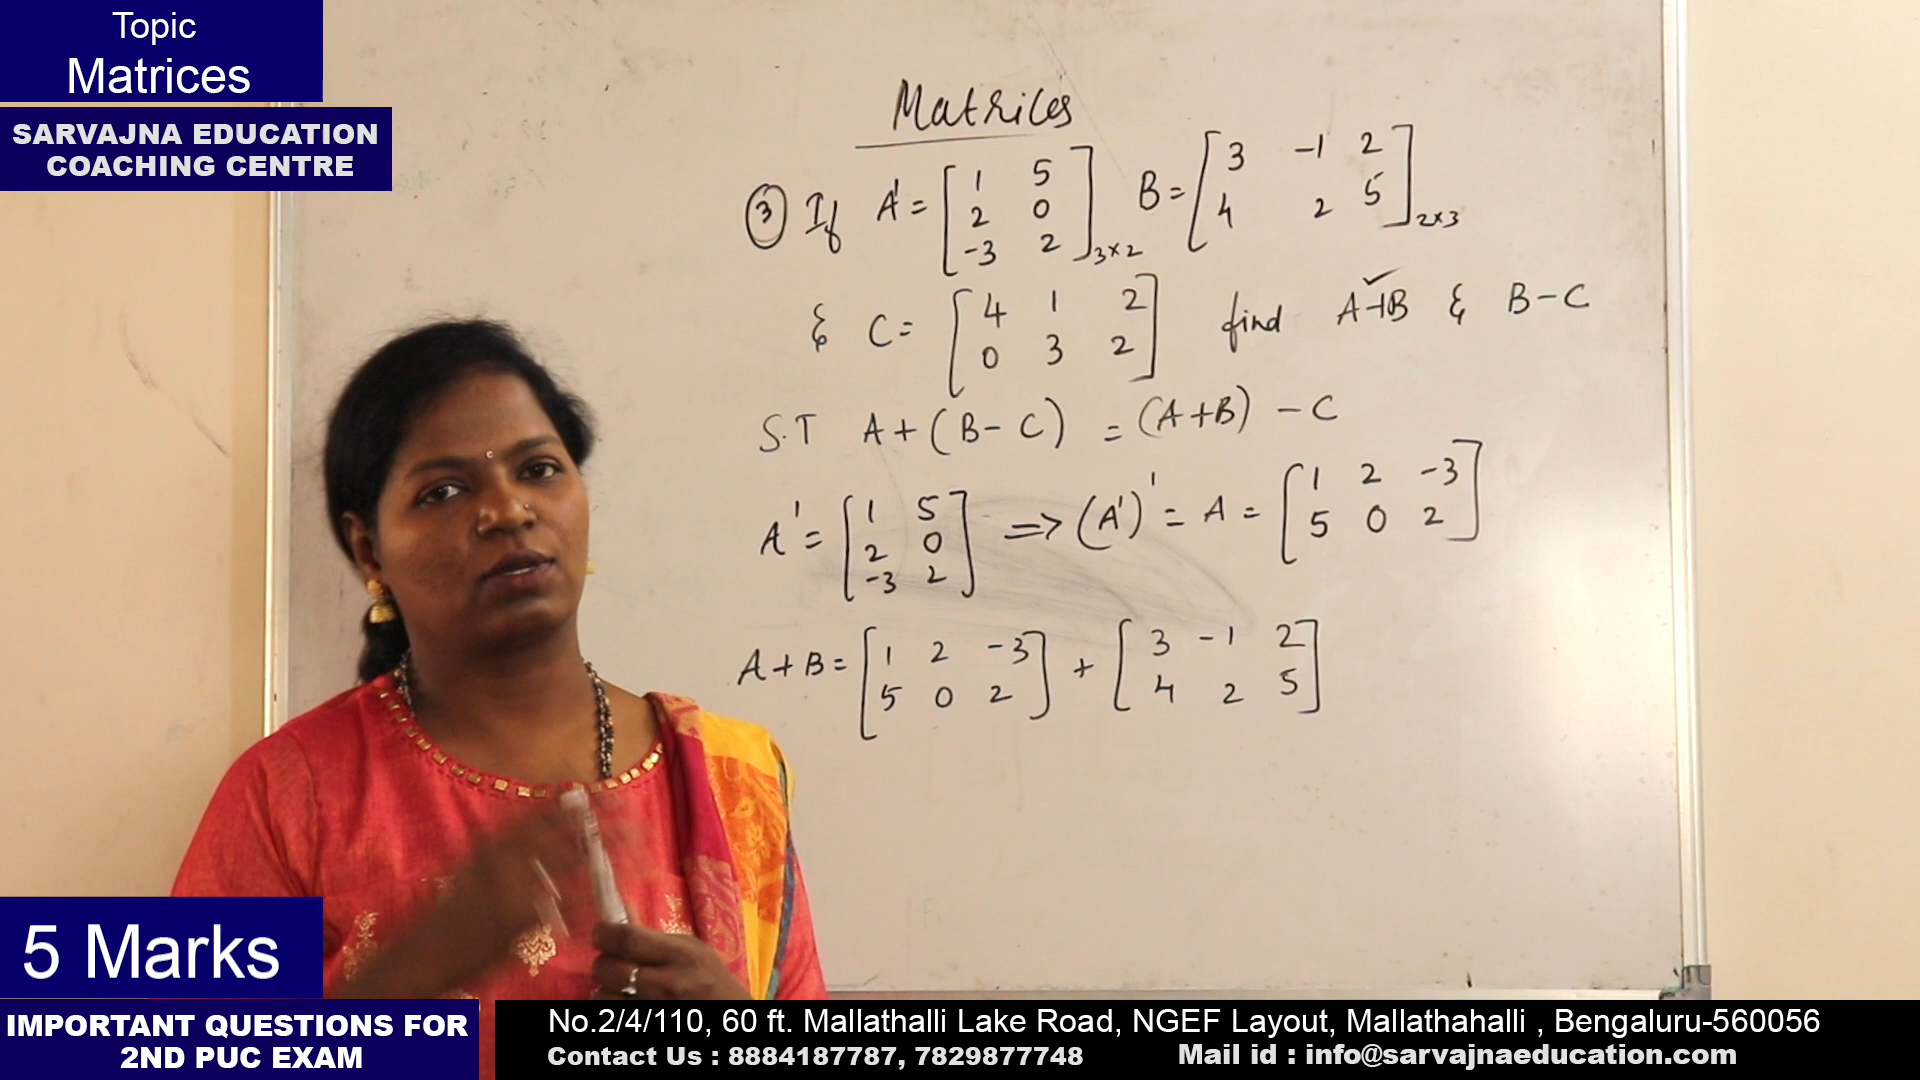 Topic
Matrices
SARVAJNA EDUCATION
COACHING CENTRE
Matrices
③ If A' = [ 1 5 B = [ 3 -1 2
2 0 4 2 5 ] 2×3
-3 2 ] 3×2
& C = [ 4 1 2 find A+B & B-C
0 3 2 ] ✓
S.T A + (B - C) = (A+B) - C
A' = [ 1 5 ⇒ (A')' = A = [ 1 2 -3
2 0 5 0 2 ]
-3 2 ]
A + B = [ 1 2 -3 + [ 3 -1 2
5 0 2 ] 4 2 5 ]
5 Marks
IMPORTANT QUESTIONS FOR
2ND PUC EXAM
No.2/4/110, 60 ft. Mallathalli Lake Road, NGEF Layout, Mallathahalli , Bengaluru-560056
Contact Us : 8884187787, 7829877748 Mail id : info@sarvajnaeducation.com